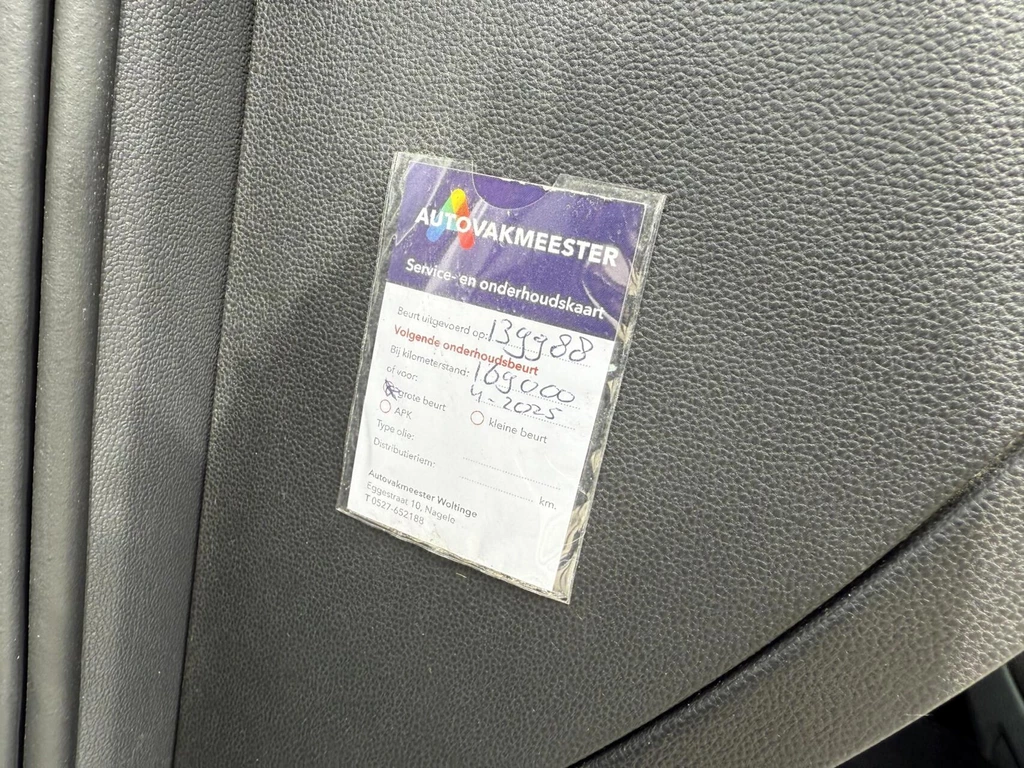 AUTOVAKMEESTER
Service- en onderhoudskaart
Beurt uitgevoerd op: 139988
Volgende onderhoudsbeurt
Bij kilometerstand: 169000
of voor: 4-2025
grote beurt
kleine beurt
APK
Type olie:
Distributieriem: km.
Autovakmeester Woltinge
Eggestraat 10, Nagele
T 0527-652188